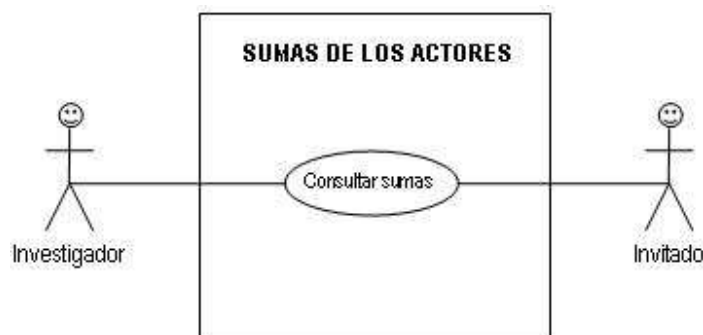 SUMAS DE LOS ACTORES
Consultar sumas
Investigador
Invitado